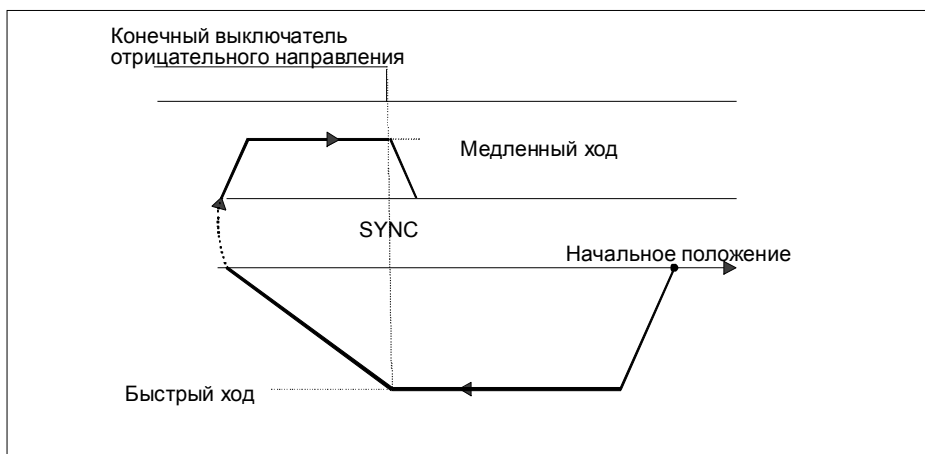 Конечный выключатель
отрицательного направления
Медленный ход
SYNC
Начальное положение
Быстрый ход